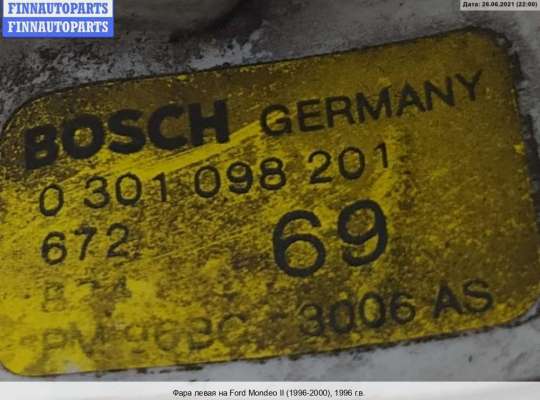 FINNAUTOPARTS
FINNAUTOPARTS
Дата: 26.06.2021 (22:00)
BOSCH GERMANY
0 301 098 201
672 69
3006 AS
Фара левая на Ford Mondeo II (1996-2000), 1996 г.в.